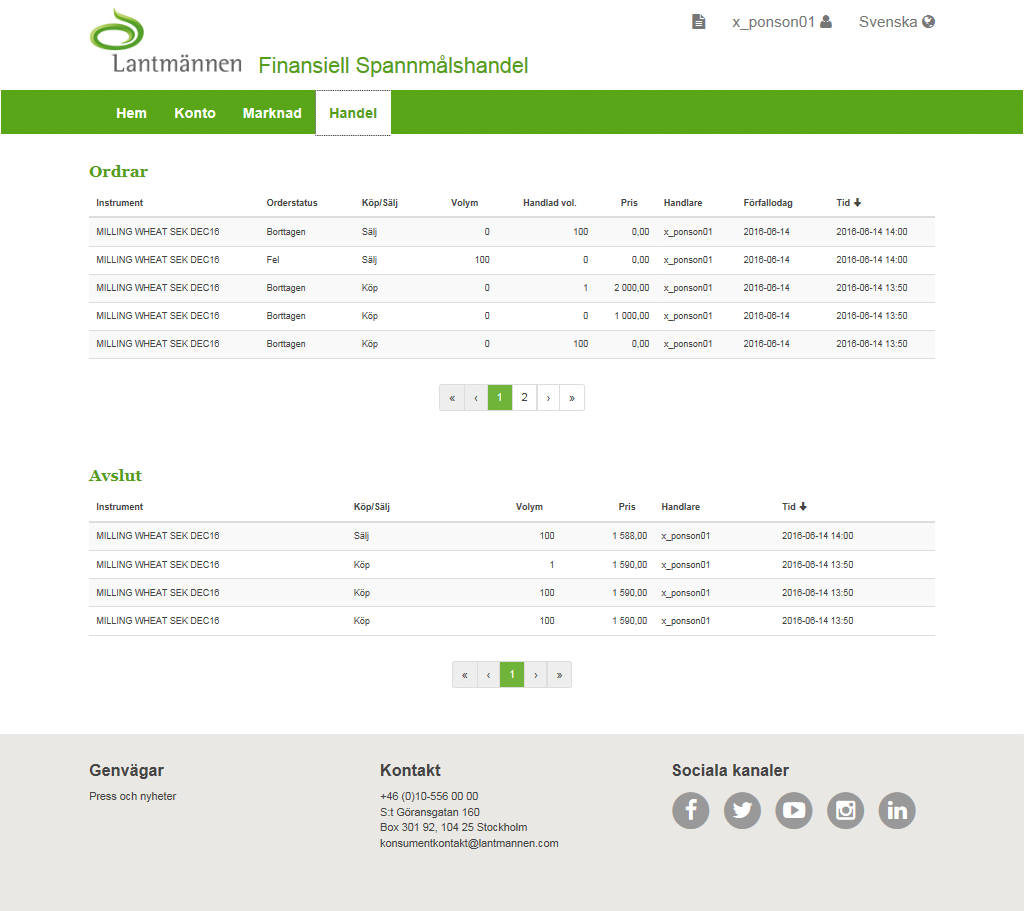 x_ponson01 Svenska
Lantmännen Finansiell Spannmålshandel
Hem Konto Marknad Handel
Ordrar
Instrument Orderstatus Köp/Sälj Volym Handlad vol. Pris Handlare Förfallodag Tid
MILLING WHEAT SEK DEC16 Borttagen Sälj 0 100 0,00 x_ponson01 2016-06-14 2016-06-14 14:00
MILLING WHEAT SEK DEC16 Fel Sälj 100 0 0,00 x_ponson01 2016-06-14 2016-06-14 14:00
MILLING WHEAT SEK DEC16 Borttagen Köp 0 1 2 000,00 x_ponson01 2016-06-14 2016-06-14 13:50
MILLING WHEAT SEK DEC16 Borttagen Köp 0 0 1 000,00 x_ponson01 2016-06-14 2016-06-14 13:50
MILLING WHEAT SEK DEC16 Borttagen Köp 0 100 0,00 x_ponson01 2016-06-14 2016-06-14 13:50
« ‹ 1 2 › »
Avslut
Instrument Köp/Sälj Volym Pris Handlare Tid
MILLING WHEAT SEK DEC16 Sälj 100 1 588,00 x_ponson01 2016-06-14 14:00
MILLING WHEAT SEK DEC16 Köp 1 1 590,00 x_ponson01 2016-06-14 13:50
MILLING WHEAT SEK DEC16 Köp 100 1 590,00 x_ponson01 2016-06-14 13:50
MILLING WHEAT SEK DEC16 Köp 100 1 590,00 x_ponson01 2016-06-14 13:50
« ‹ 1 › »
Genvägar
Press och nyheter
Kontakt
+46 (0)10-556 00 00
S:t Göransgatan 160
Box 301 92, 104 25 Stockholm
konsumentkontakt@lantmannen.com
Sociala kanaler